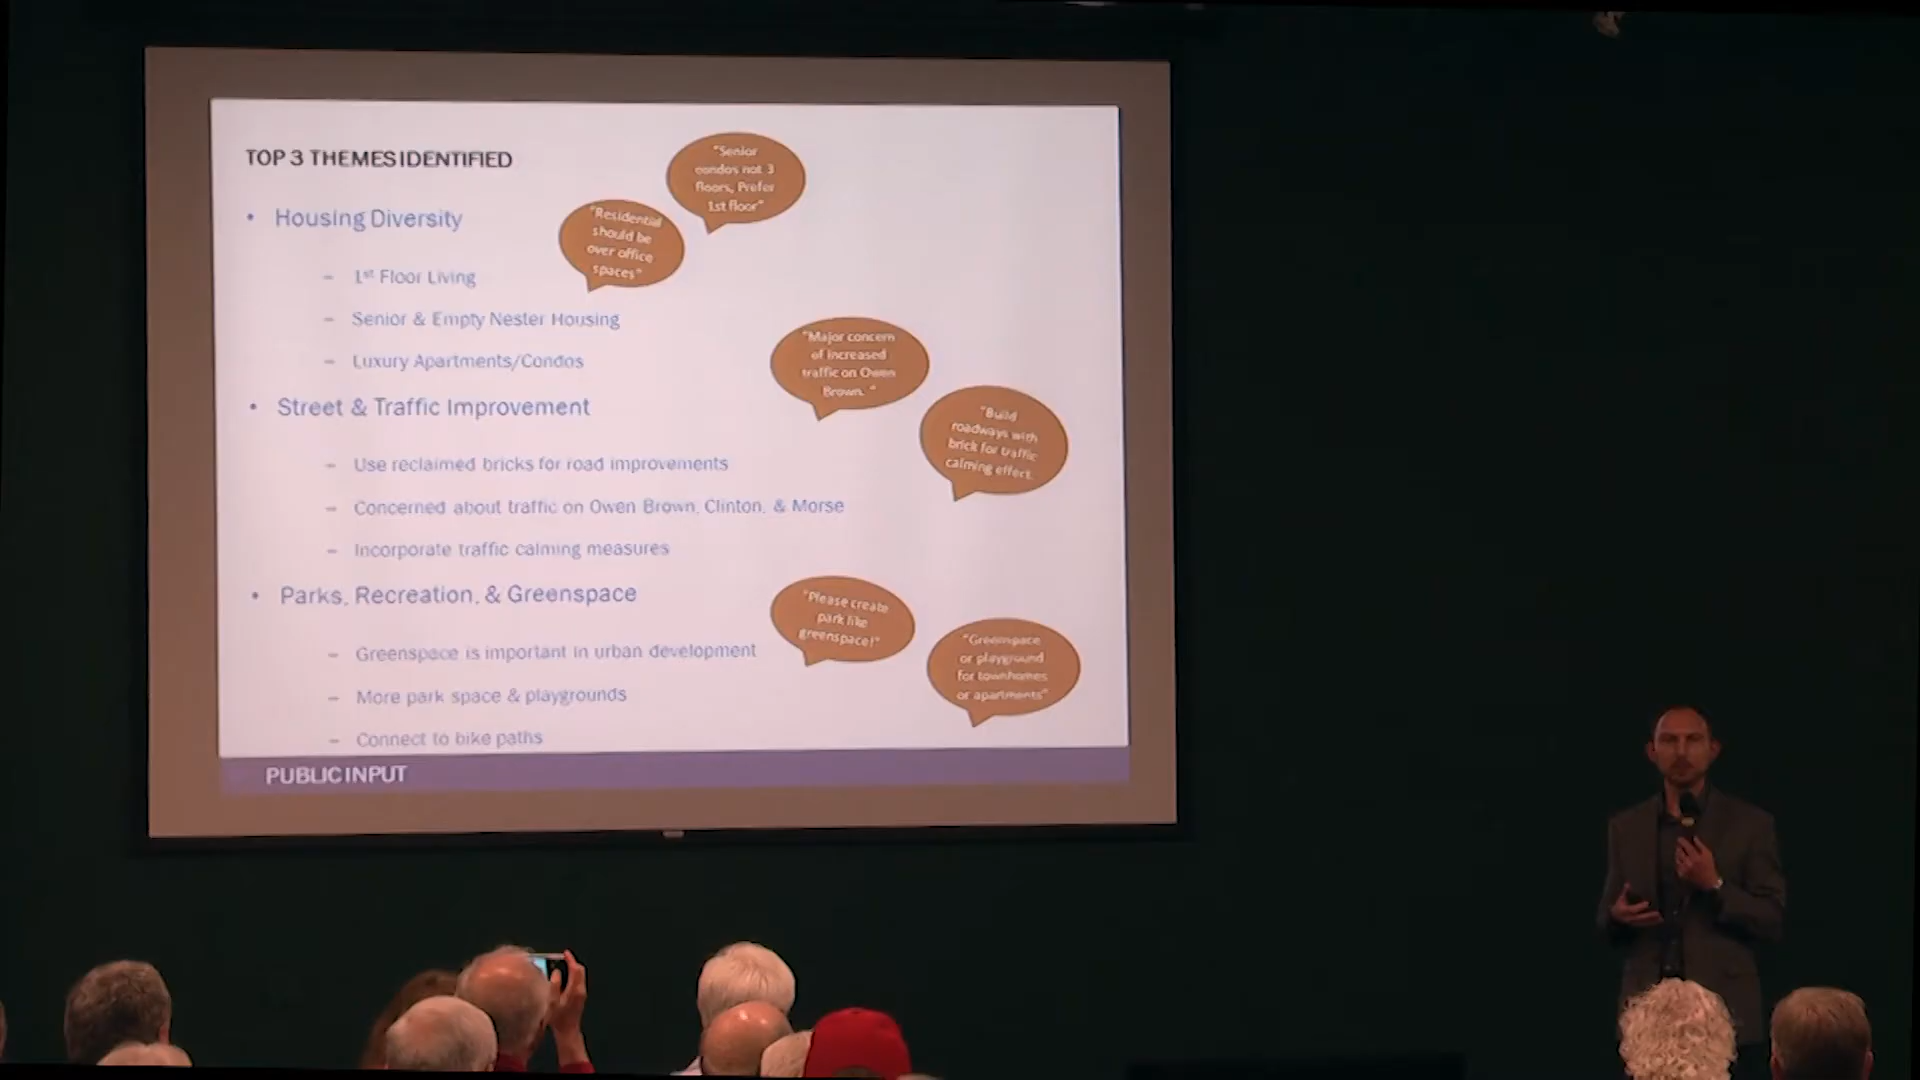 TOP 3 THEMES IDENTIFIED
"Senior
condos not 3
floors, Prefer
1st floor"
• Housing Diversity
"Residential
should be
over office
spaces"
– 1st Floor Living
– Senior & Empty Nester Housing
– Luxury Apartments/Condos
"Major concern
of increased
traffic on Owen
Brown. "
• Street & Traffic Improvement
"Build
roadways with
brick for traffic
calming effect.
– Use reclaimed bricks for road improvements
– Concerned about traffic on Owen Brown, Clinton, & Morse
– Incorporate traffic calming measures
• Parks, Recreation, & Greenspace
"Please create
park like
greenspace!"
"Greenspace
or playground
for townhomes
or apartments"
– Greenspace is important in urban development
– More park space & playgrounds
– Connect to bike paths
PUBLIC INPUT